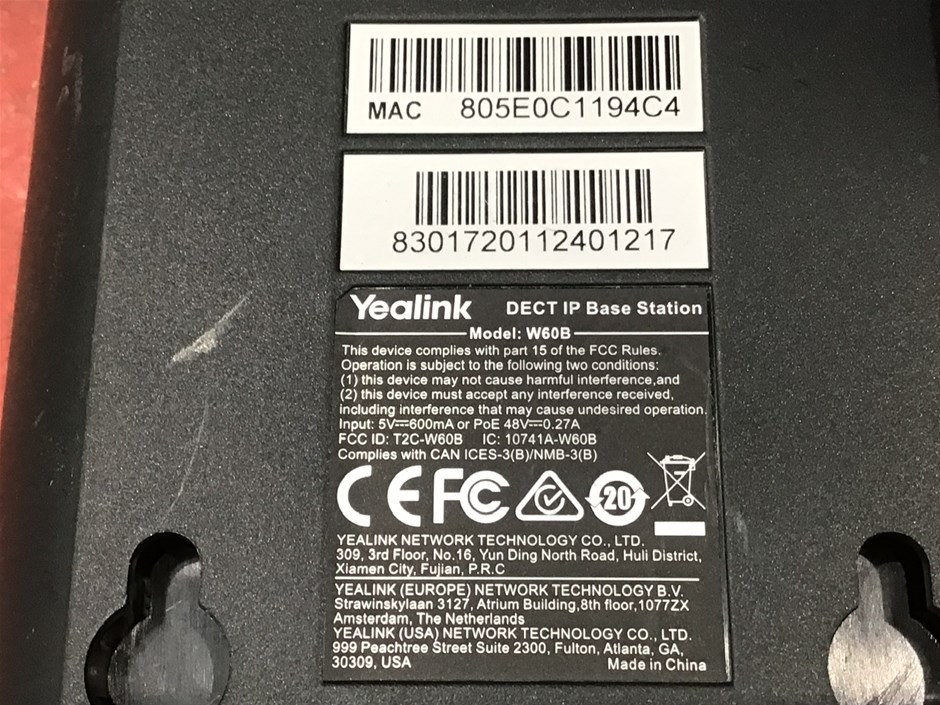 MAC 805E0C1194C4
8301720112401217
Yealink DECT IP Base Station
Model: W60B
This device complies with part 15 of the FCC Rules.
Operation is subject to the following two conditions:
(1) this device may not cause harmful interference,and
(2) this device must accept any interference received,
including interference that may cause undesired operation.
Input: 5V⎓600mA or PoE 48V⎓0.27A
FCC ID: T2C-W60B IC: 10741A-W60B
Complies with CAN ICES-3(B)/NMB-3(B)
CE FC 20
YEALINK NETWORK TECHNOLOGY CO., LTD.
309, 3rd Floor, No.16, Yun Ding North Road, Huli District,
Xiamen City, Fujian, P.R.C
YEALINK (EUROPE) NETWORK TECHNOLOGY B.V.
Strawinskylaan 3127, Atrium Building,8th floor,1077ZX
Amsterdam, The Netherlands
YEALINK (USA) NETWORK TECHNOLOGY CO., LTD.
999 Peachtree Street Suite 2300, Fulton, Atlanta, GA,
30309, USA Made in China